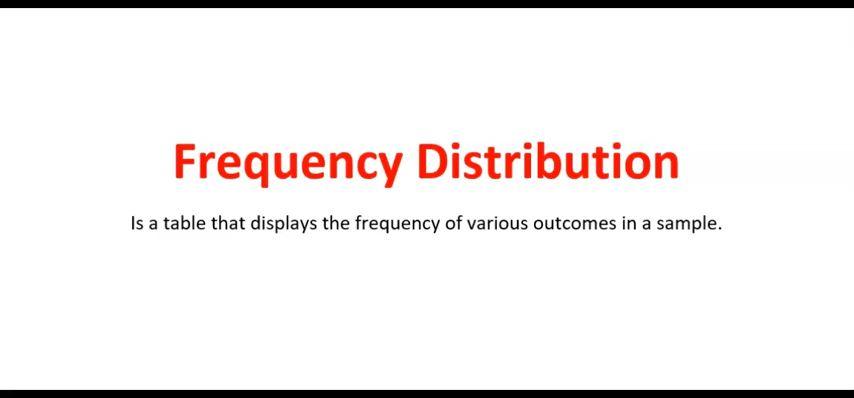 Frequency Distribution
Is a table that displays the frequency of various outcomes in a sample.